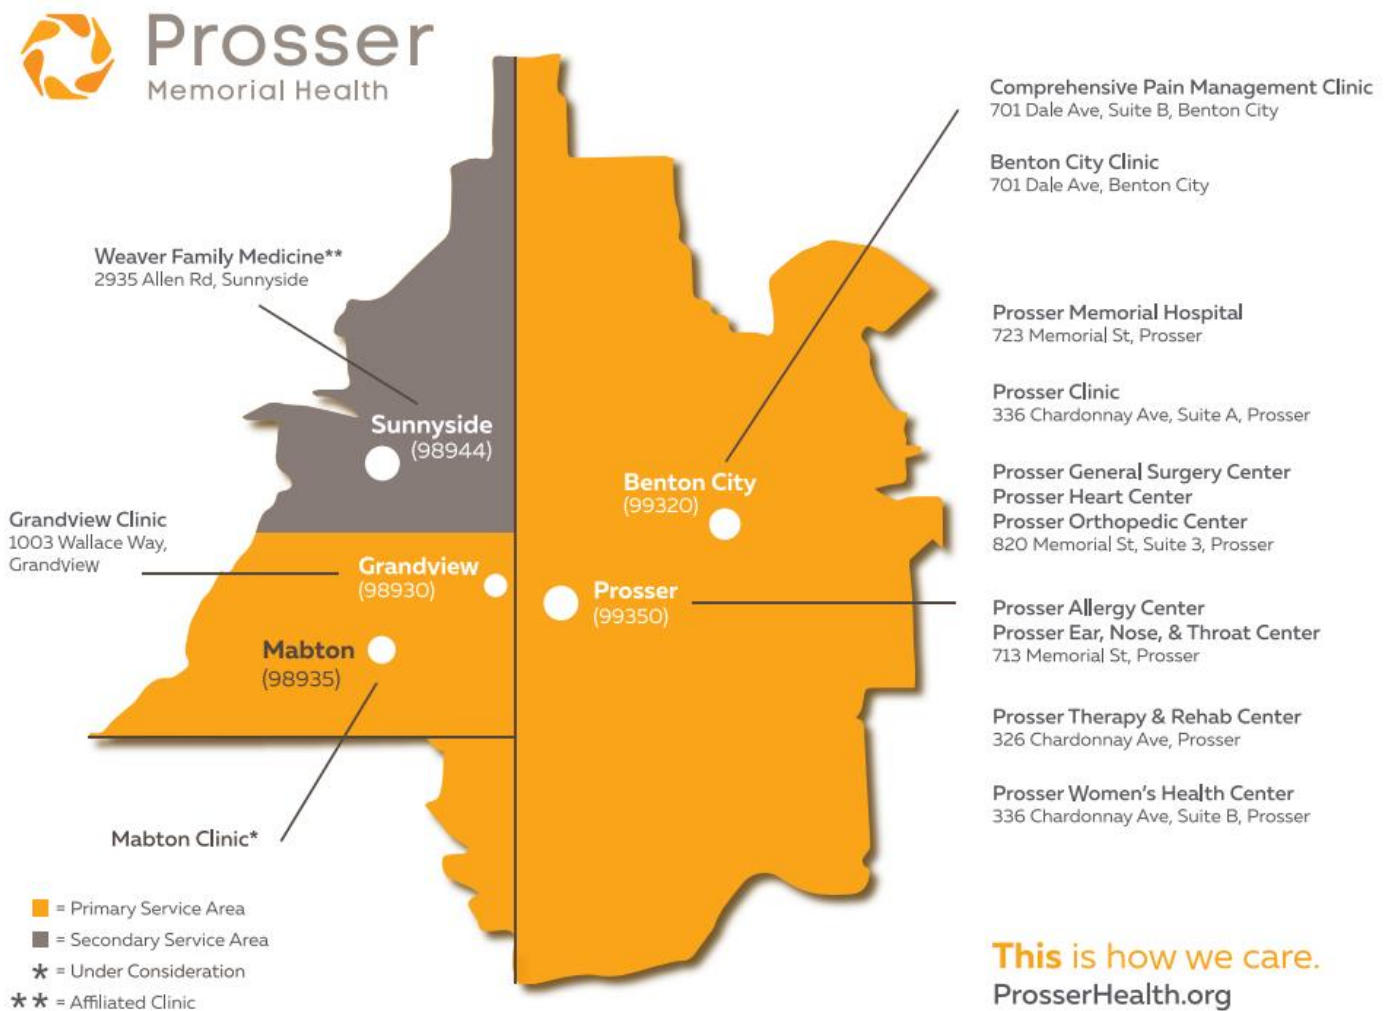 Prosser
Memorial Health
Comprehensive Pain Management Clinic
701 Dale Ave, Suite B, Benton City
Benton City Clinic
701 Dale Ave, Benton City
Weaver Family Medicine**
2935 Allen Rd, Sunnyside
Prosser Memorial Hospital
723 Memorial St, Prosser
Prosser Clinic
336 Chardonnay Ave, Suite A, Prosser
Sunnyside
(98944)
Benton City
(99320)
Prosser General Surgery Center
Prosser Heart Center
Prosser Orthopedic Center
820 Memorial St, Suite 3, Prosser
Grandview Clinic
1003 Wallace Way,
Grandview
Grandview
(98930)
Prosser
(99350)
Prosser Allergy Center
Prosser Ear, Nose, & Throat Center
713 Memorial St, Prosser
Mabton
(98935)
Prosser Therapy & Rehab Center
326 Chardonnay Ave, Prosser
Prosser Women's Health Center
336 Chardonnay Ave, Suite B, Prosser
Mabton Clinic*
= Primary Service Area
= Secondary Service Area
* = Under Consideration
** = Affiliated Clinic
This is how we care.
ProsserHealth.org